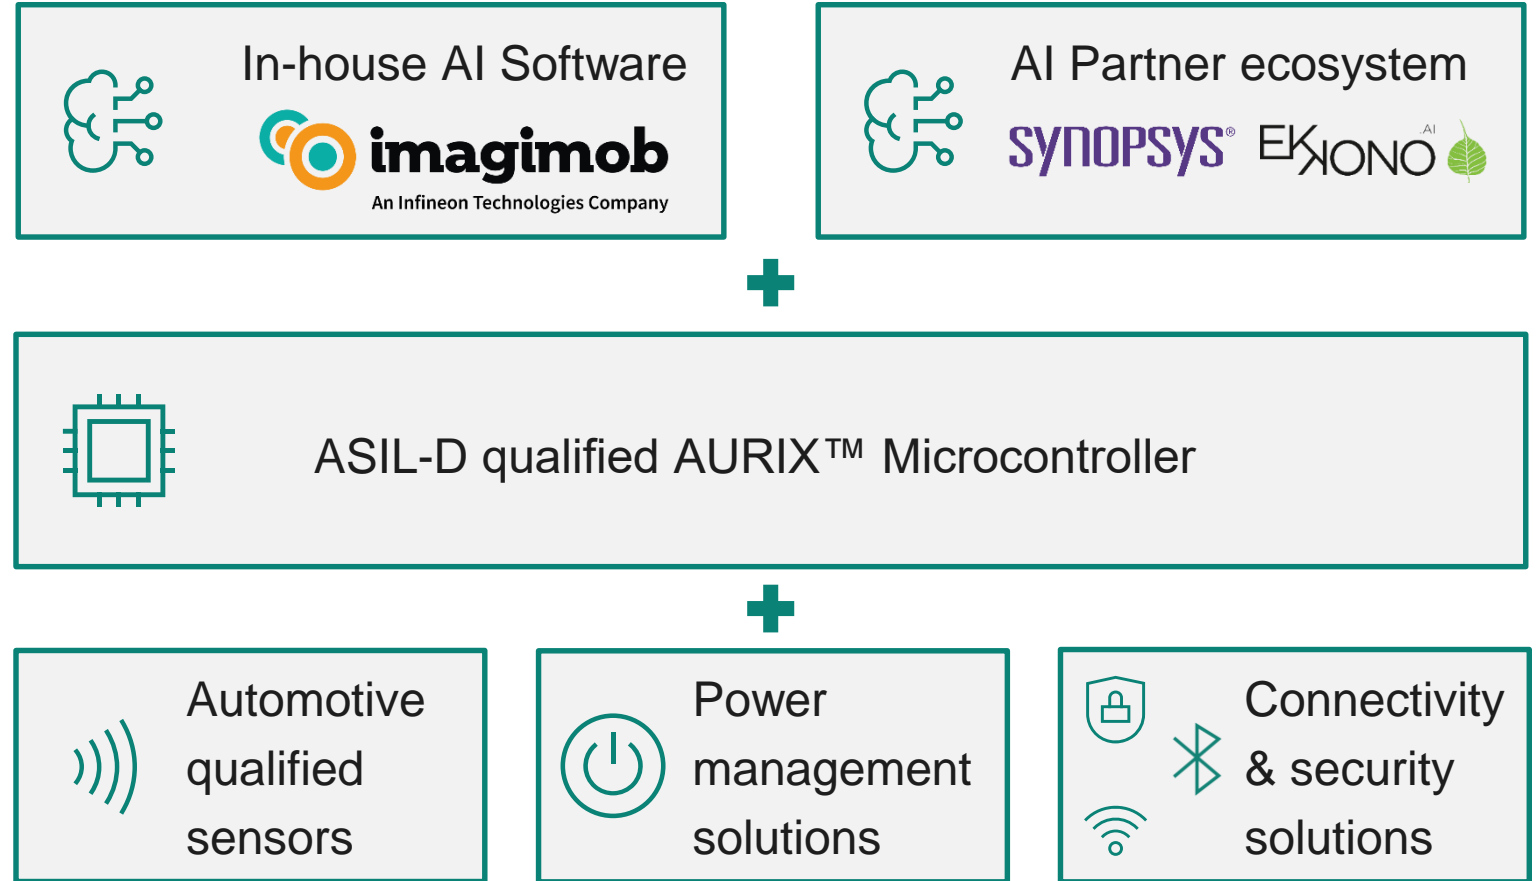 In-house AI Software
imagimob
An Infineon Technologies Company
AI Partner ecosystem
SYNOPSYS®
EKKONO
.AI
ASIL-D qualified AURIX™ Microcontroller
Automotive
qualified
sensors
Power
management
solutions
Connectivity
& security
solutions